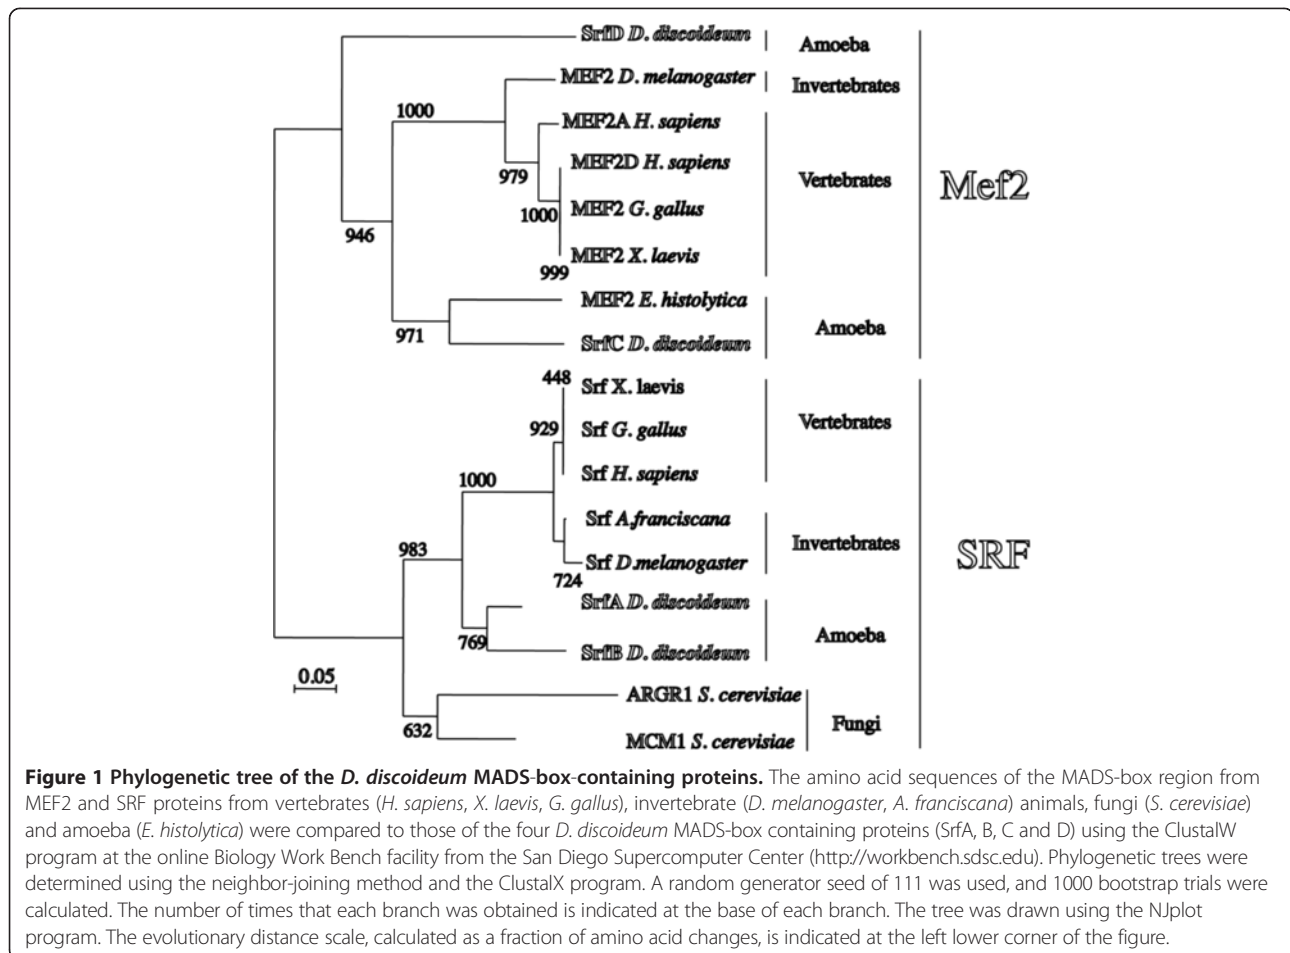 SrfD D. discoideum
Amoeba
MEF2 D. melanogaster
Invertebrates
1000
MEF2A H. sapiens
MEF2D H. sapiens
Vertebrates
Mef2
979
MEF2 G. gallus
1000
946
MEF2 X. laevis
999
MEF2 E. histolytica
Amoeba
971
SrfC D. discoideum
448
Srf X. laevis
Vertebrates
929
Srf G. gallus
Srf H. sapiens
1000
Srf A.franciscana
Invertebrates
983
SRF
Srf D.melanogaster
724
SrfA D. discoideum
Amoeba
769
SrfB D. discoideum
0.05
ARGR1 S. cerevisiae
Fungi
632
MCM1 S. cerevisiae
Figure 1 Phylogenetic tree of the D. discoideum MADS-box-containing proteins. The amino acid sequences of the MADS-box region from
MEF2 and SRF proteins from vertebrates (H. sapiens, X. laevis, G. gallus), invertebrate (D. melanogaster, A. franciscana) animals, fungi (S. cerevisiae)
and amoeba (E. histolytica) were compared to those of the four D. discoideum MADS-box containing proteins (SrfA, B, C and D) using the ClustalW
program at the online Biology Work Bench facility from the San Diego Supercomputer Center (http://workbench.sdsc.edu). Phylogenetic trees were
determined using the neighbor-joining method and the ClustalX program. A random generator seed of 111 was used, and 1000 bootstrap trials were
calculated. The number of times that each branch was obtained is indicated at the base of each branch. The tree was drawn using the NJplot
program. The evolutionary distance scale, calculated as a fraction of amino acid changes, is indicated at the left lower corner of the figure.